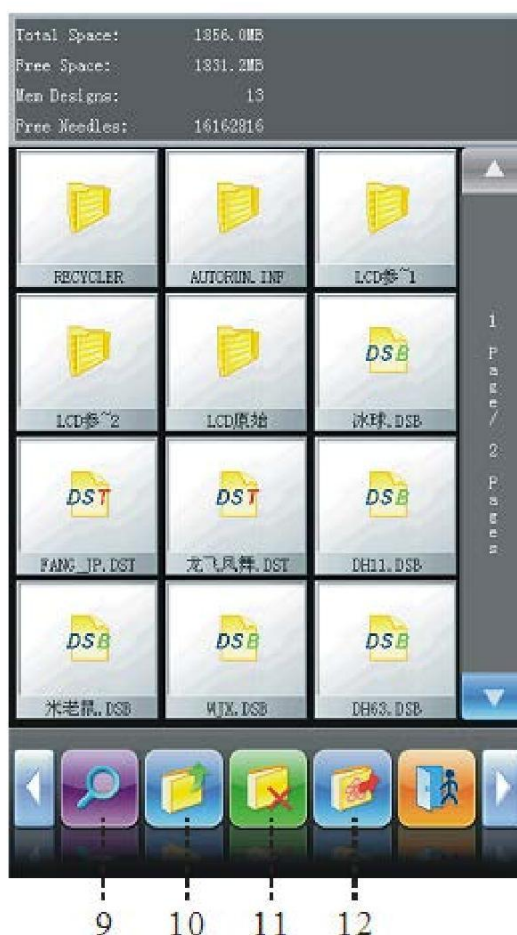 Total Space: 1856.0MB
Free Space: 1831.2MB
Mem Designs: 13
Free Needles: 16162816
RECYCLER AUTORUN.INF LCD参~1
LCD参~2 LCD原始 DSB 冰球.DSB
DST DST DSB
FANG_JP.DST 龙飞凤舞.DST DH11.DSB
DSB DSB DSB
米老鼠.DSB WJX.DSB DH63.DSB
1 Page/ 2 Pages
9 10 11 12